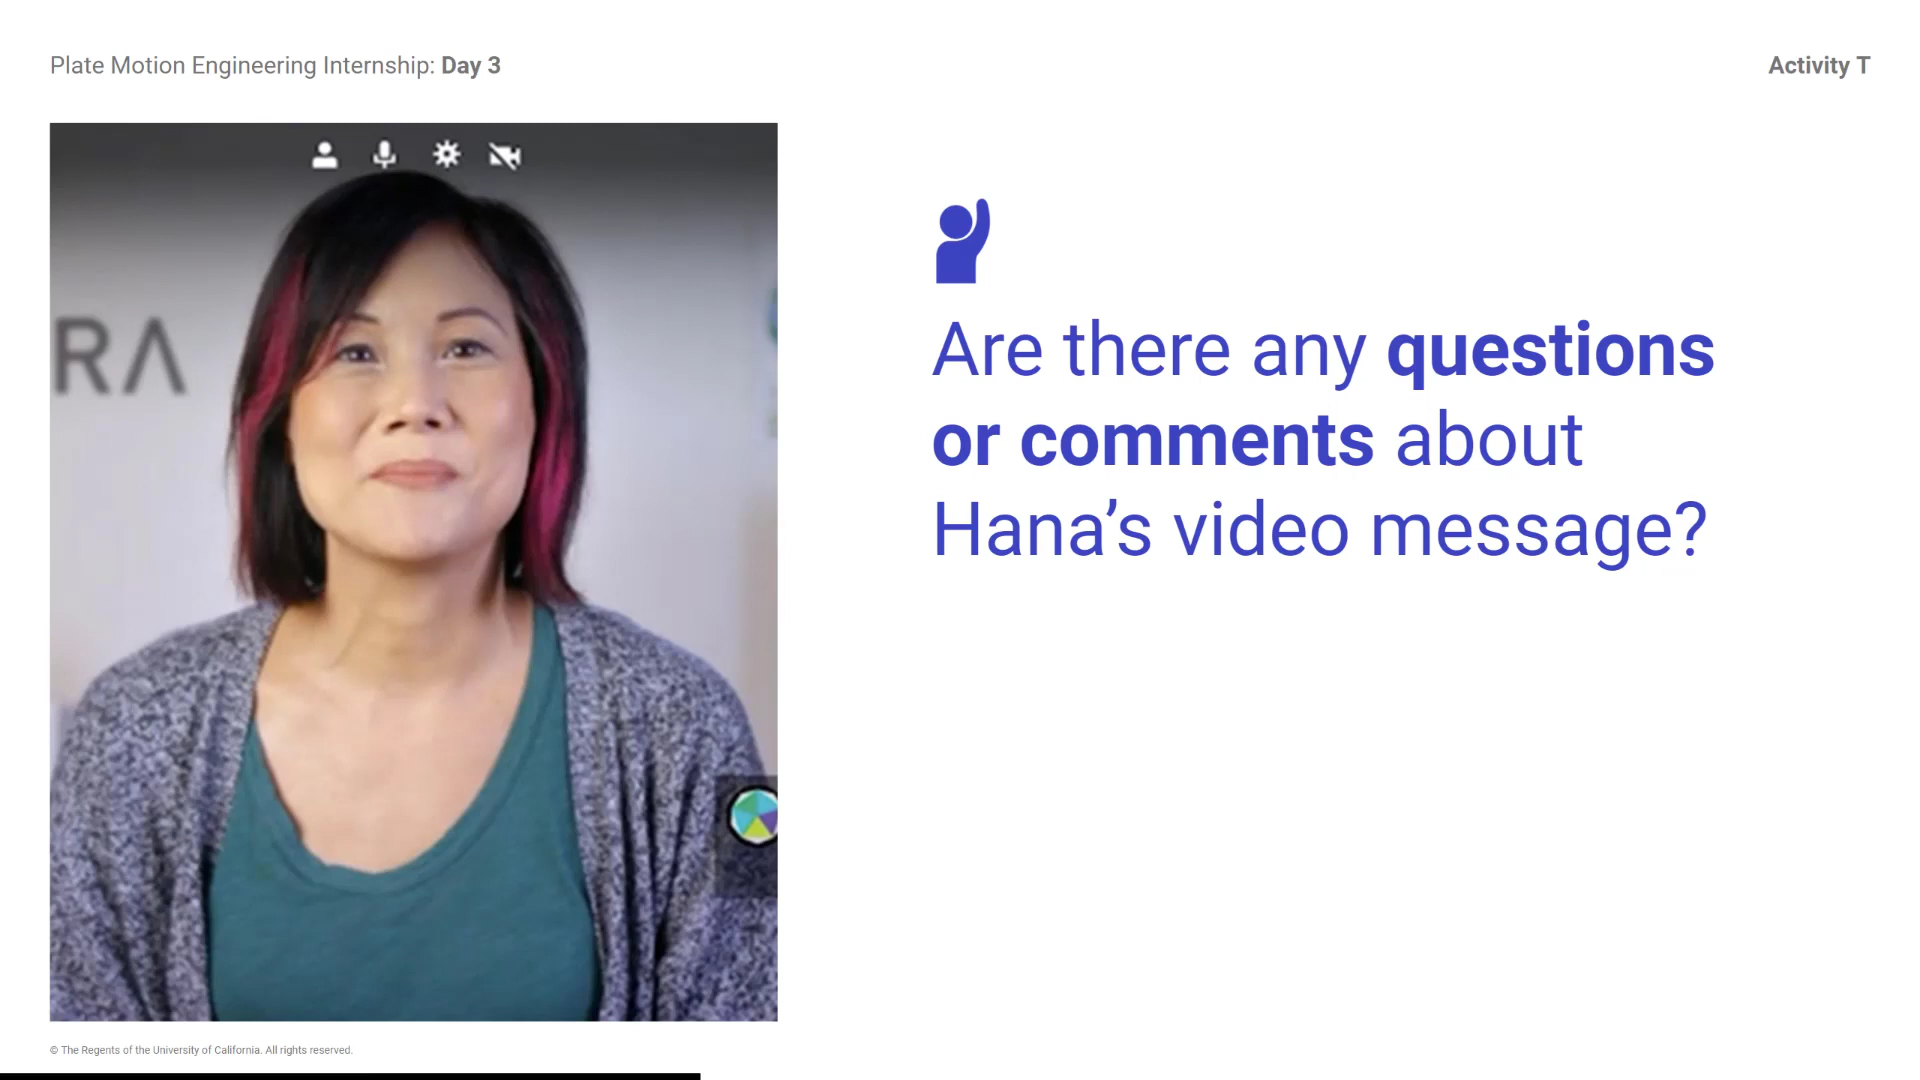 Plate Motion Engineering Internship: Day 3
Activity T
RA
Are there any questions
or comments about
Hana’s video message?
© The Regents of the University of California. All rights reserved.